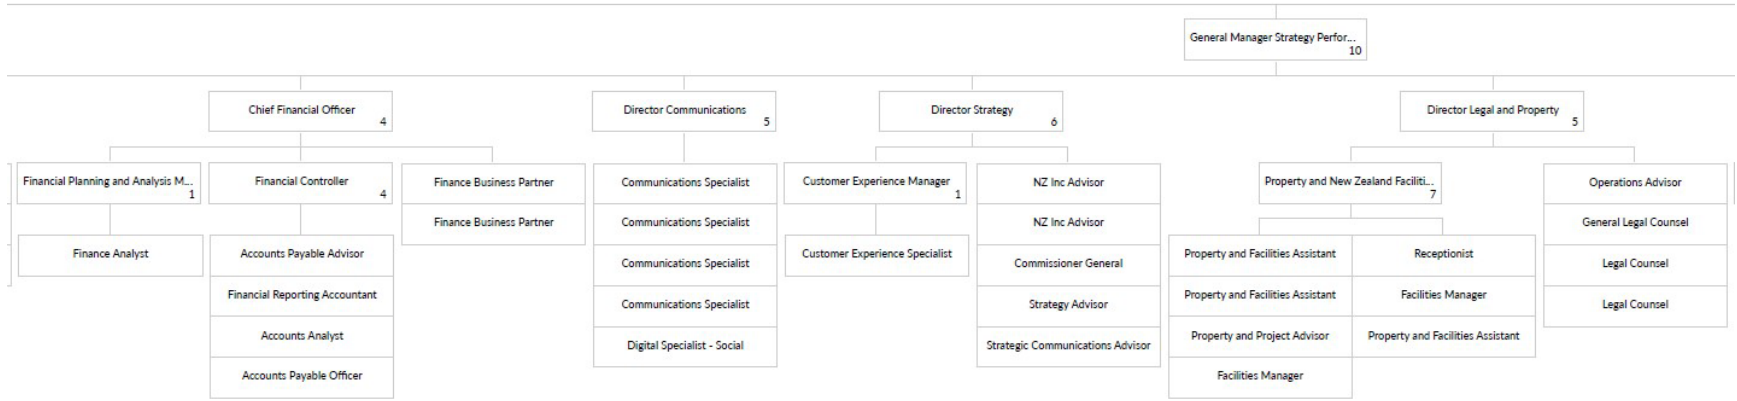 General Manager Strategy Perfor...
10
Chief Financial Officer
4
Director Communications
5
Director Strategy
6
Director Legal and Property
5
Financial Planning and Analysis M...
1
Financial Controller
4
Finance Business Partner
Finance Business Partner
Finance Analyst
Accounts Payable Advisor
Financial Reporting Accountant
Accounts Analyst
Accounts Payable Officer
Communications Specialist
Communications Specialist
Communications Specialist
Communications Specialist
Digital Specialist - Social
Customer Experience Manager
1
Customer Experience Specialist
NZ Inc Advisor
NZ Inc Advisor
Commissioner General
Strategy Advisor
Strategic Communications Advisor
Property and New Zealand Faciliti...
7
Property and Facilities Assistant
Property and Facilities Assistant
Property and Project Advisor
Facilities Manager
Receptionist
Facilities Manager
Property and Facilities Assistant
Operations Advisor
General Legal Counsel
Legal Counsel
Legal Counsel